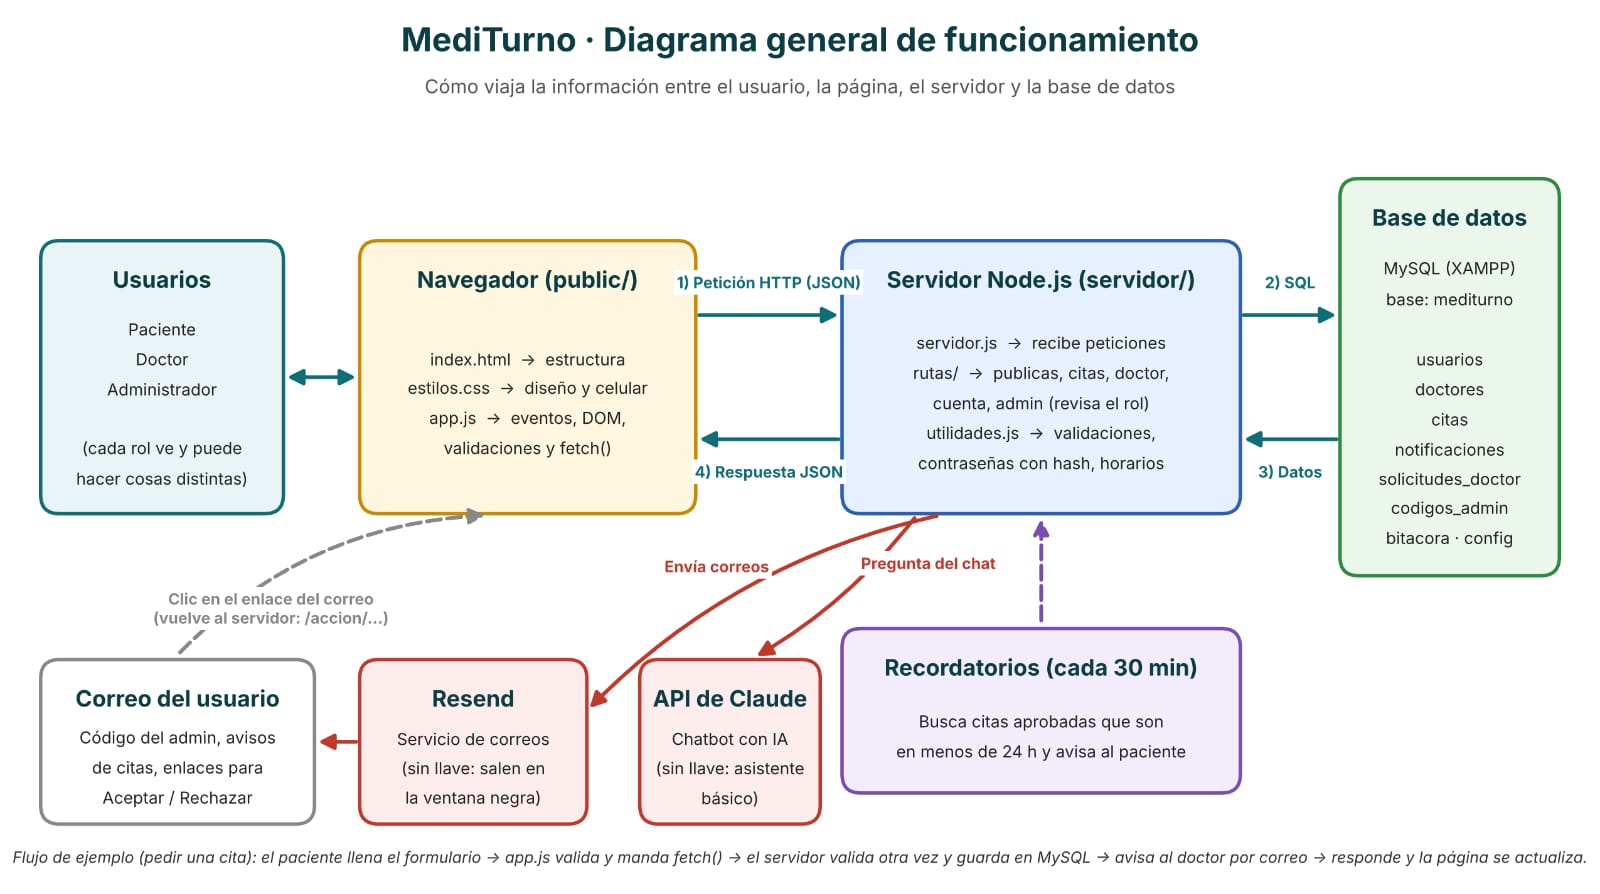 MediTurno · Diagrama general de funcionamiento
Cómo viaja la información entre el usuario, la página, el servidor y la base de datos
Usuarios
Paciente
Doctor
Administrador
(cada rol ve y puede
hacer cosas distintas)
Navegador (public/)
index.html → estructura
estilos.css → diseño y celular
app.js → eventos, DOM,
validaciones y fetch()
1) Petición HTTP (JSON)
4) Respuesta JSON
Servidor Node.js (servidor/)
servidor.js → recibe peticiones
rutas/ → publicas, citas, doctor,
cuenta, admin (revisa el rol)
utilidades.js → validaciones,
contraseñas con hash, horarios
2) SQL
3) Datos
Base de datos
MySQL (XAMPP)
base: mediturno
usuarios
doctores
citas
notificaciones
solicitudes_doctor
codigos_admin
bitacora · config
Envía correos
Pregunta del chat
Clic en el enlace del correo
(vuelve al servidor: /accion/...)
Correo del usuario
Código del admin, avisos
de citas, enlaces para
Aceptar / Rechazar
Resend
Servicio de correos
(sin llave: salen en
la ventana negra)
API de Claude
Chatbot con IA
(sin llave: asistente
básico)
Recordatorios (cada 30 min)
Busca citas aprobadas que son
en menos de 24 h y avisa al paciente
Flujo de ejemplo (pedir una cita): el paciente llena el formulario → app.js valida y manda fetch() → el servidor valida otra vez y guarda en MySQL → avisa al doctor por correo → responde y la página se actualiza.